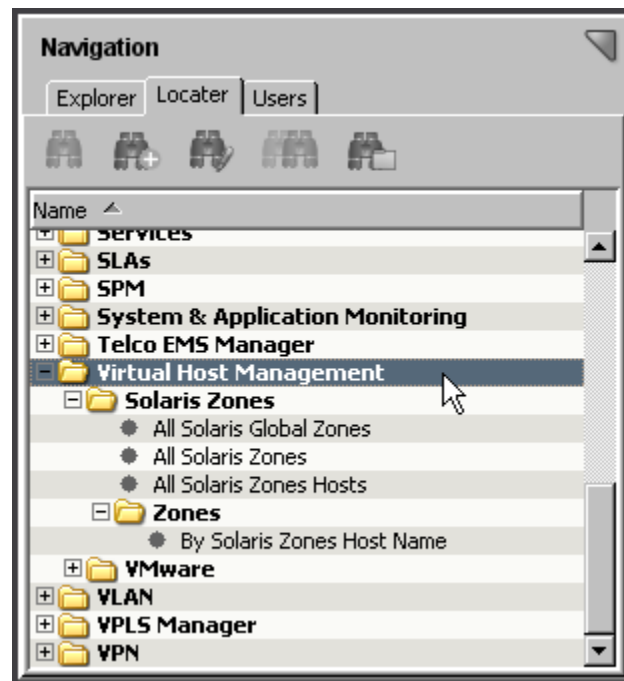 Navigation
Explorer Locater Users
Name
Services
SLAs
SPM
System & Application Monitoring
Telco EMS Manager
Virtual Host Management
Solaris Zones
All Solaris Global Zones
All Solaris Zones
All Solaris Zones Hosts
Zones
By Solaris Zones Host Name
VMware
VLAN
VPLS Manager
VPN